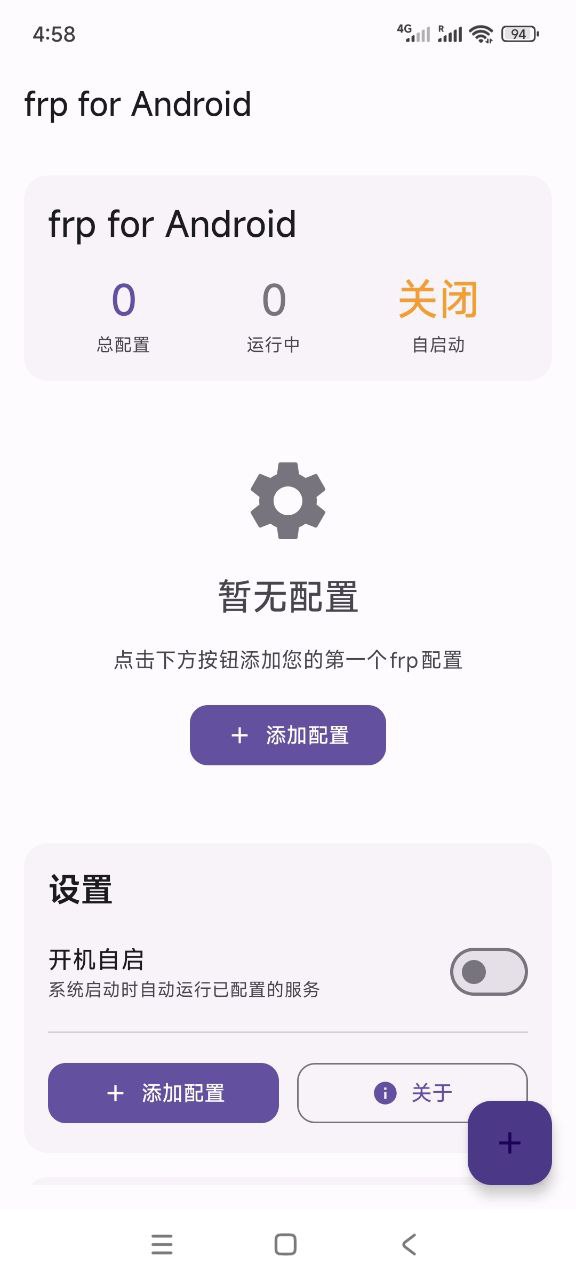 4:58
4G
R
94
frp for Android
frp for Android
0
0
关闭
总配置
运行中
自启动
暂无配置
点击下方按钮添加您的第一个frp配置
+ 添加配置
设置
开机自启
系统启动时自动运行已配置的服务
+ 添加配置
关于
+